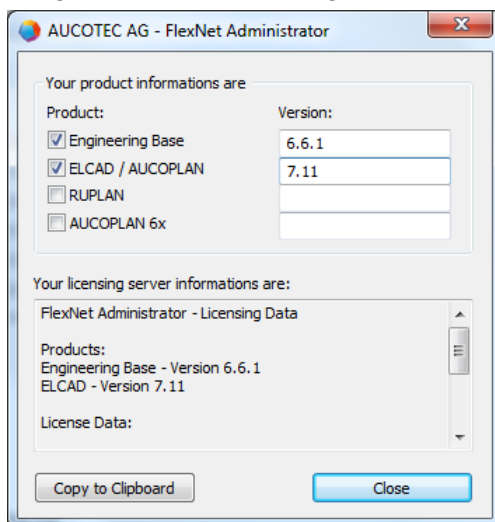 AUCOTEC AG - FlexNet Administrator
Your product informations are
Product: Version:
Engineering Base 6.6.1
ELCAD / AUCOPLAN 7.11
RUPLAN
AUCOPLAN 6x
Your licensing server informations are:
FlexNet Administrator - Licensing Data
Products:
Engineering Base - Version 6.6.1
ELCAD - Version 7.11
License Data:
Copy to Clipboard Close